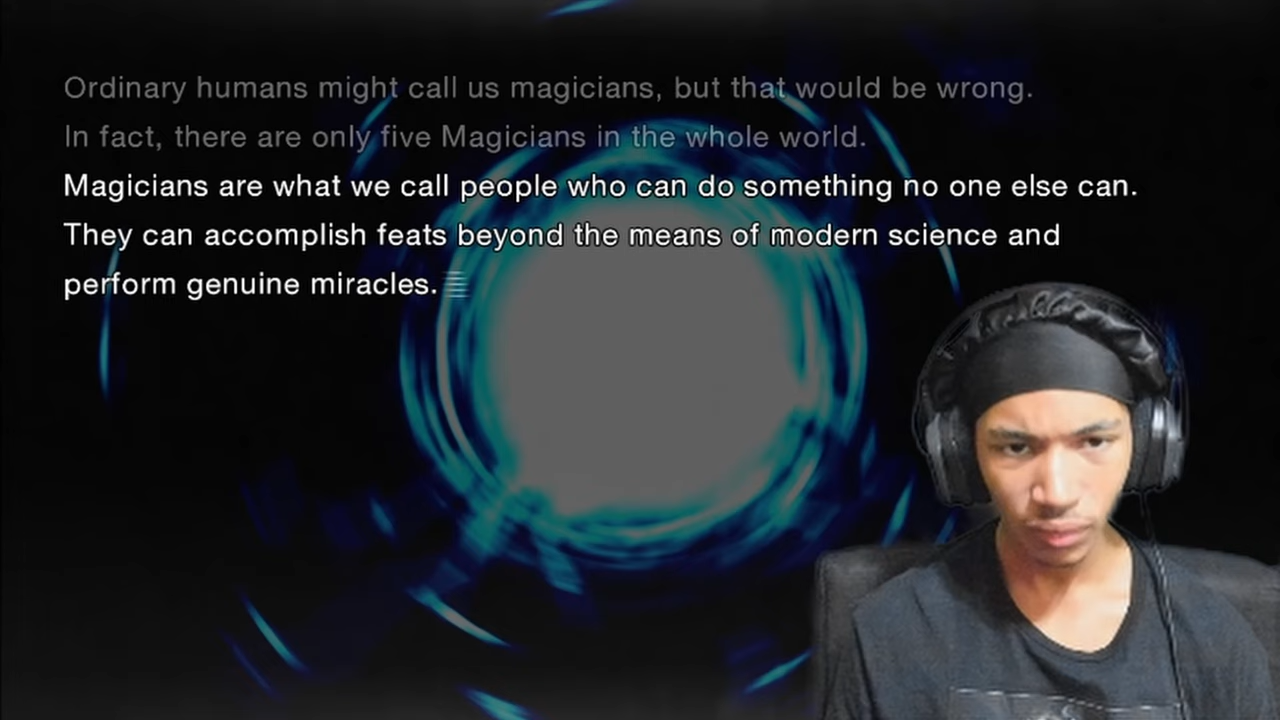 Ordinary humans might call us magicians, but that would be wrong.
In fact, there are only five Magicians in the whole world.
Magicians are what we call people who can do something no one else can.
They can accomplish feats beyond the means of modern science and
perform genuine miracles.